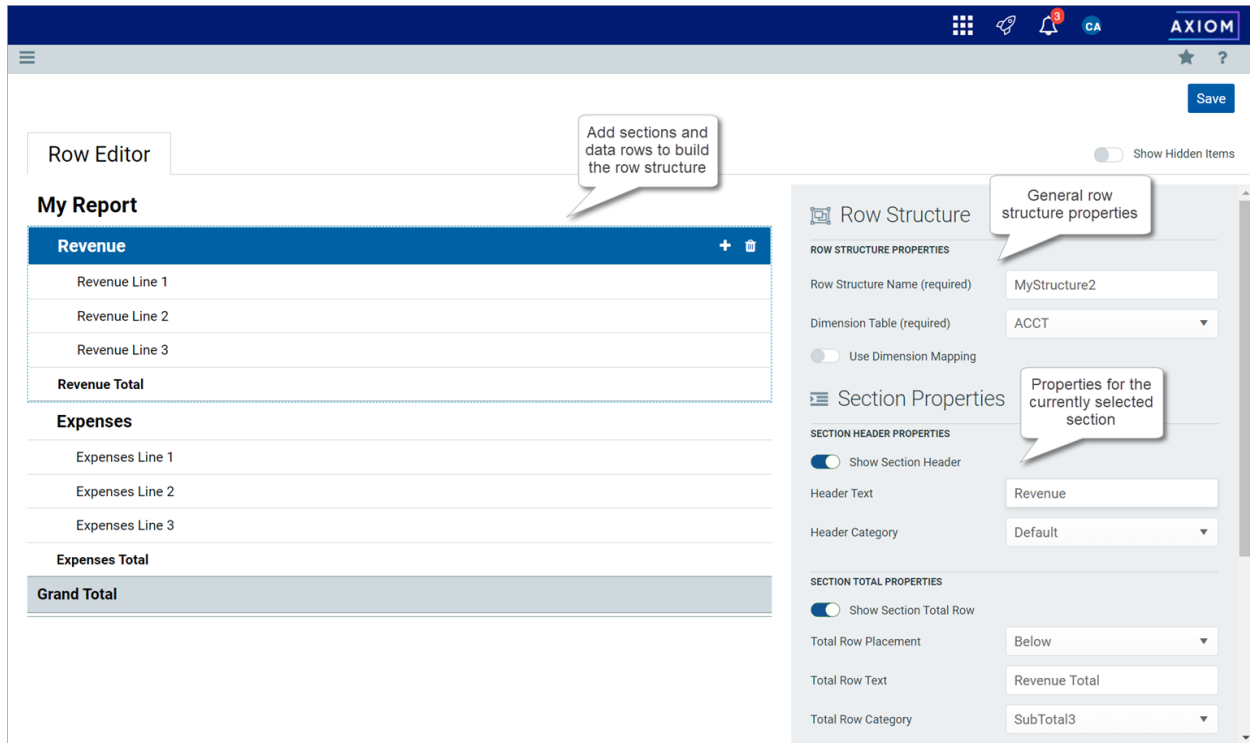 3
CA
AXIOM
?
Save
Row Editor
Add sections and
data rows to build
the row structure
Show Hidden Items
My Report
Revenue
Revenue Line 1
Revenue Line 2
Revenue Line 3
Revenue Total
Expenses
Expenses Line 1
Expenses Line 2
Expenses Line 3
Expenses Total
Grand Total
Row Structure
General row
structure properties
ROW STRUCTURE PROPERTIES
Row Structure Name (required) MyStructure2
Dimension Table (required) ACCT
Use Dimension Mapping
Section Properties
Properties for the
currently selected
section
SECTION HEADER PROPERTIES
Show Section Header
Header Text Revenue
Header Category Default
SECTION TOTAL PROPERTIES
Show Section Total Row
Total Row Placement Below
Total Row Text Revenue Total
Total Row Category SubTotal3